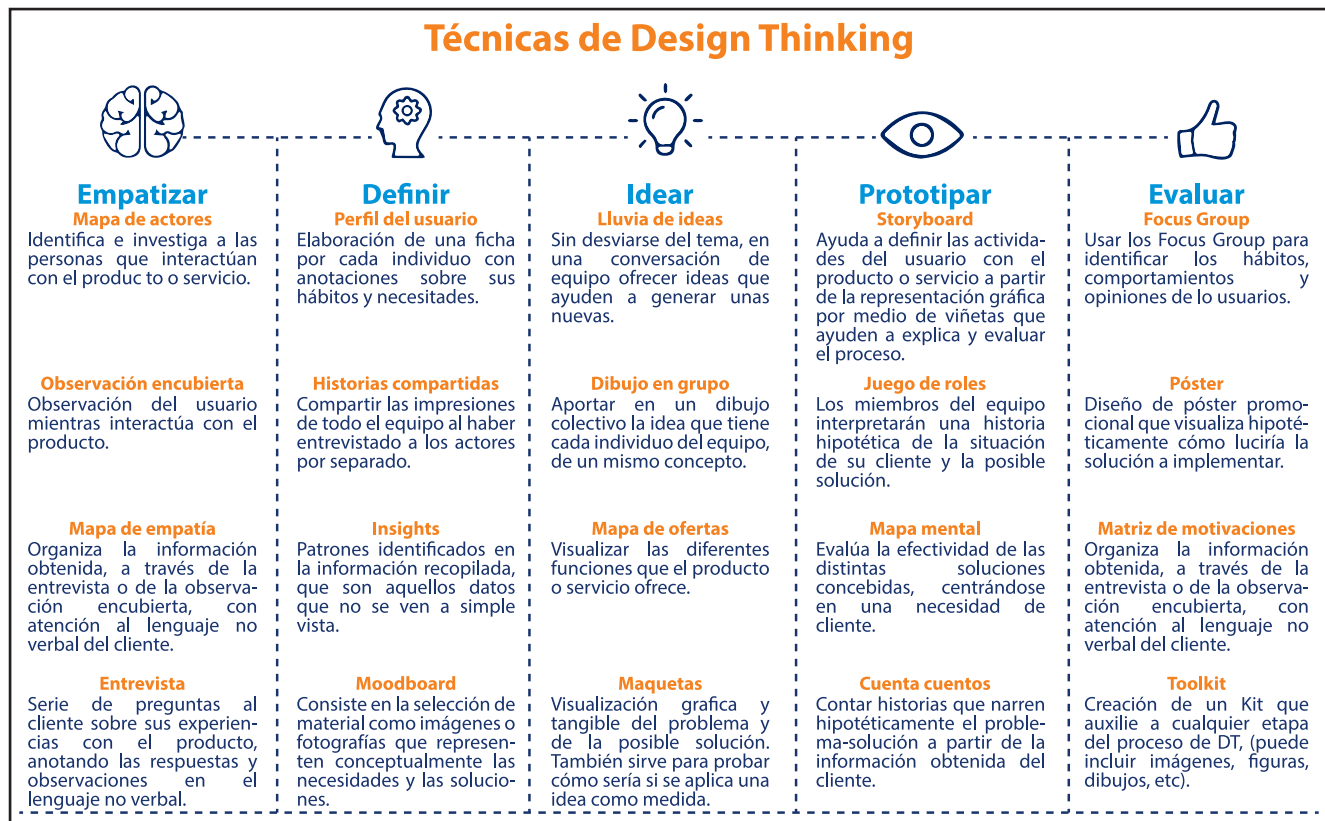 Técnicas de Design Thinking
Empatizar
Mapa de actores
Identifica e investiga a las
personas que interactúan
con el produc to o servicio.
Observación encubierta
Observación del usuario
mientras interactúa con el
producto.
Mapa de empatía
Organiza la información
obtenida, a través de la
entrevista o de la observa-
ción encubierta, con
atención al lenguaje no
verbal del cliente.
Entrevista
Serie de preguntas al
cliente sobre sus experien-
cias con el producto,
anotando las respuestas y
observaciones en el
lenguaje no verbal.
Definir
Perfil del usuario
Elaboración de una ficha
por cada individuo con
anotaciones sobre sus
hábitos y necesitades.
Historias compartidas
Compartir las impresiones
de todo el equipo al haber
entrevistado a los actores
por separado.
Insights
Patrones identificados en
la información recopilada,
que son aquellos datos
que no se ven a simple
vista.
Moodboard
Consiste en la selección de
material como imágenes o
fotografías que represen-
ten conceptualmente las
necesidades y las solucio-
nes.
Idear
Lluvia de ideas
Sin desviarse del tema, en
una conversación de
equipo ofrecer ideas que
ayuden a generar unas
nuevas.
Dibujo en grupo
Aportar en un dibujo
colectivo la idea que tiene
cada individuo del equipo,
de un mismo concepto.
Mapa de ofertas
Visualizar las diferentes
funciones que el producto
o servicio ofrece.
Maquetas
Visualización grafica y
tangible del problema y
de la posible solución.
También sirve para probar
cómo sería si se aplica una
idea como medida.
Prototipar
Storyboard
Ayuda a definir las activida-
des del usuario con el
producto o servicio a partir
de la representación gráfica
por medio de viñetas que
ayuden a explica y evaluar
el proceso.
Juego de roles
Los miembros del equipo
interpretarán una historia
hipotética de la situación
de su cliente y la posible
solución.
Mapa mental
Evalúa la efectividad de las
distintas soluciones
concebidas, centrándose
en una necesidad de
cliente.
Cuenta cuentos
Contar historias que narren
hipotéticamente el proble-
ma-solución a partir de la
información obtenida del
cliente.
Evaluar
Focus Group
Usar los Focus Group para
identificar los hábitos,
comportamientos y
opiniones de lo usuarios.
Póster
Diseño de póster promo-
cional que visualiza hipoté-
ticamente cómo luciría la
solución a implementar.
Matriz de motivaciones
Organiza la información
obtenida, a través de la
entrevista o de la observa-
ción encubierta, con
atención al lenguaje no
verbal del cliente.
Toolkit
Creación de un Kit que
auxilie a cualquier etapa
del proceso de DT, (puede
incluir imágenes, figuras,
dibujos, etc).